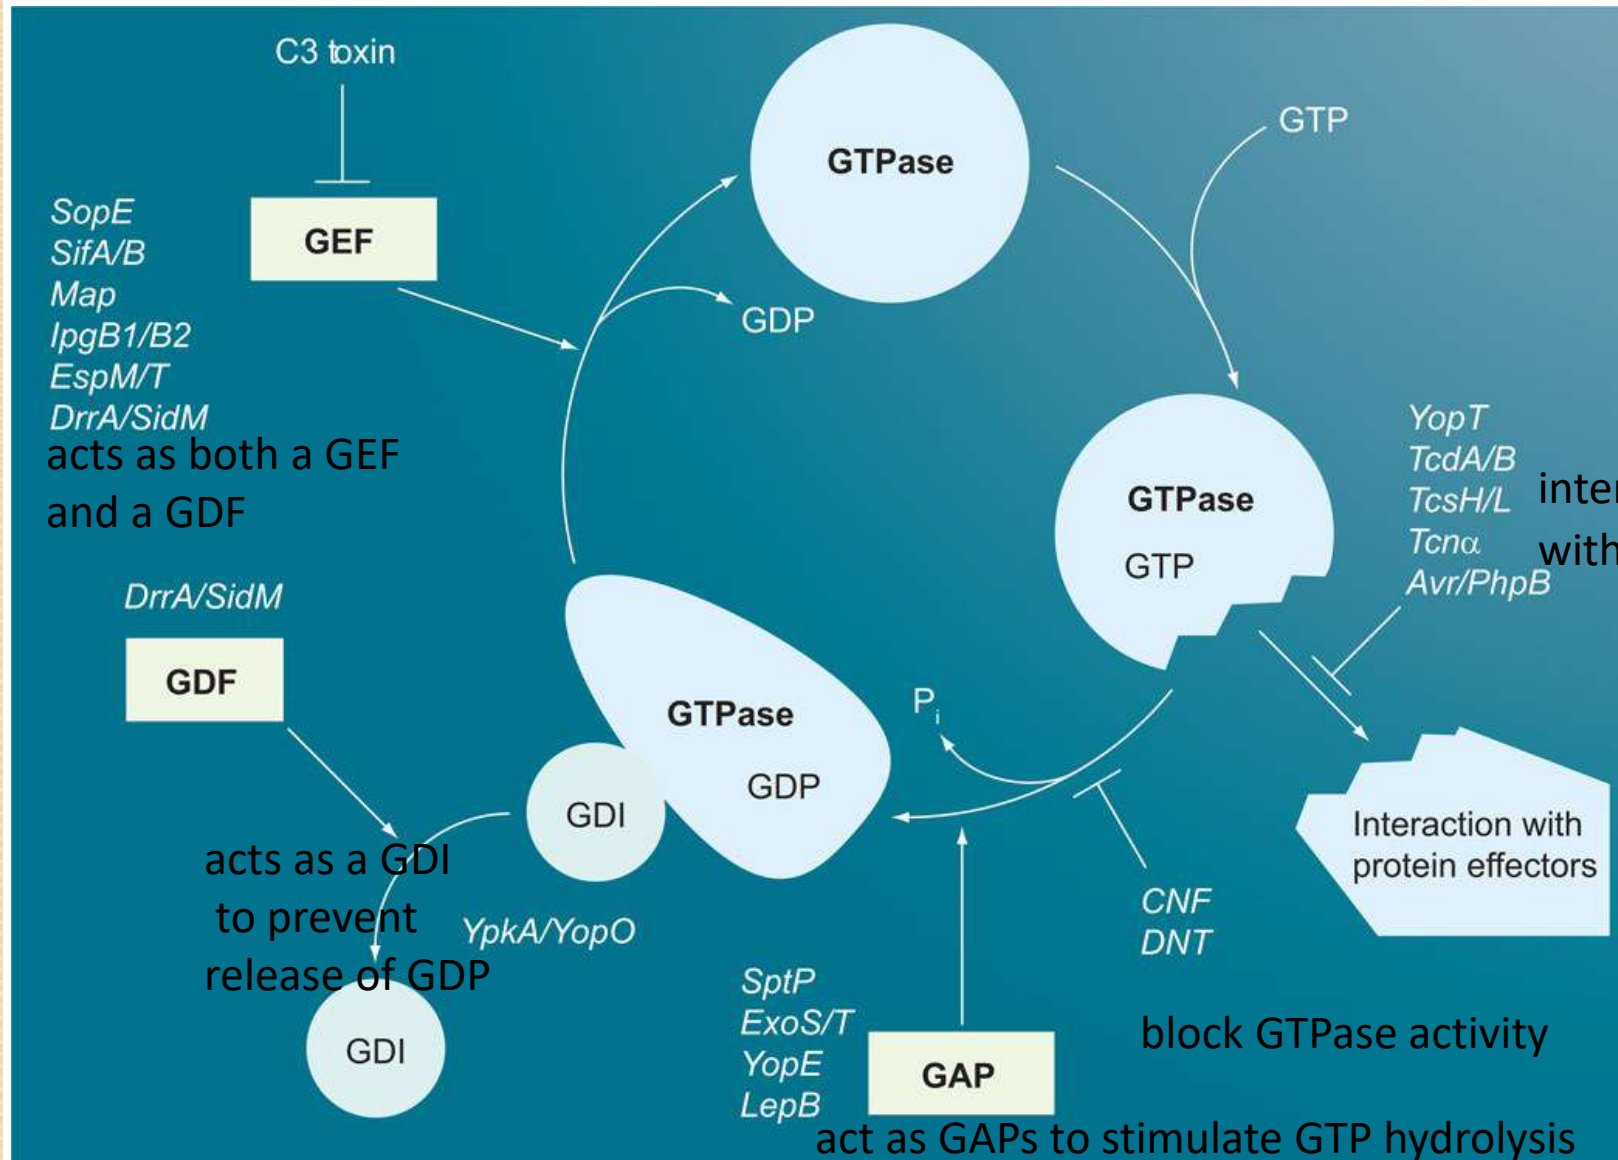 C3 toxin
GTP
GTPase
SopE
SifA/B
Map
IpgB1/B2
EspM/T
DrrA/SidM
GEF
GDP
acts as both a GEF
and a GDF
YopT
TcdA/B
TcsH/L
Tcnα
Avr/PhpB
with
GTPase
GTP
DrrA/SidM
GDF
GTPase
GDP
Pi
GDI
Interaction with
protein effectors
acts as a GDI
to prevent
release of GDP
YpkA/YopO
CNF
DNT
GDI
SptP
ExoS/T
YopE
LepB
GAP
block GTPase activity
act as GAPs to stimulate GTP hydrolysis